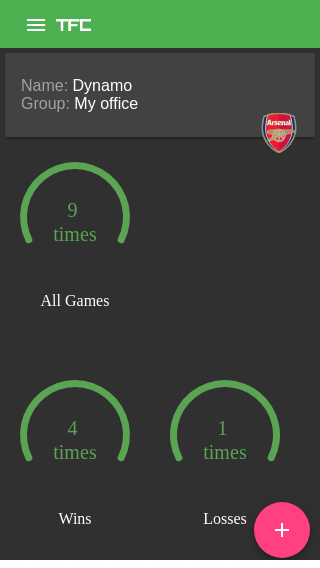 TFC
Name: Dynamo
Group: My office
Arsenal
9
times
All Games
4
times
1
times
Wins
Losses